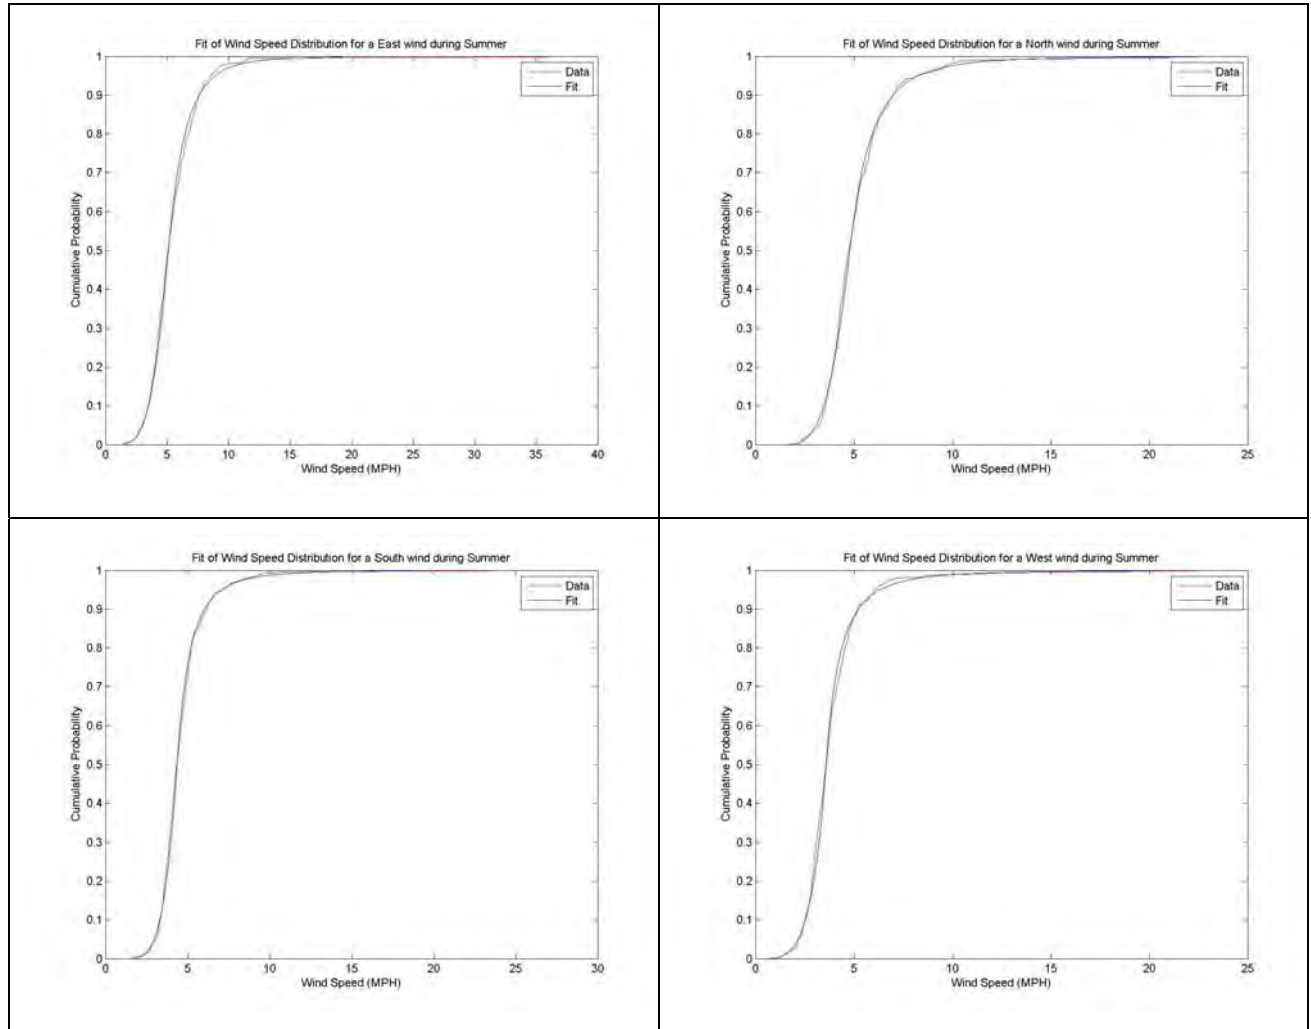 Fit of Wind Speed Distribution for a East wind during Summer
1
0.9
0.8
0.7
0.6
0.5
0.4
0.3
0.2
0.1
0
Cumulative Probability
Data
Fit
0 5 10 15 20 25 30 35 40
Wind Speed (MPH)
Fit of Wind Speed Distribution for a North wind during Summer
1
0.9
0.8
0.7
0.6
0.5
0.4
0.3
0.2
0.1
0
Cumulative Probability
Data
Fit
0 5 10 15 20 25
Wind Speed (MPH)
Fit of Wind Speed Distribution for a South wind during Summer
1
0.9
0.8
0.7
0.6
0.5
0.4
0.3
0.2
0.1
0
Cumulative Probability
Data
Fit
0 5 10 15 20 25 30
Wind Speed (MPH)
Fit of Wind Speed Distribution for a West wind during Summer
1
0.9
0.8
0.7
0.6
0.5
0.4
0.3
0.2
0.1
0
Cumulative Probability
Data
Fit
0 5 10 15 20 25
Wind Speed (MPH)